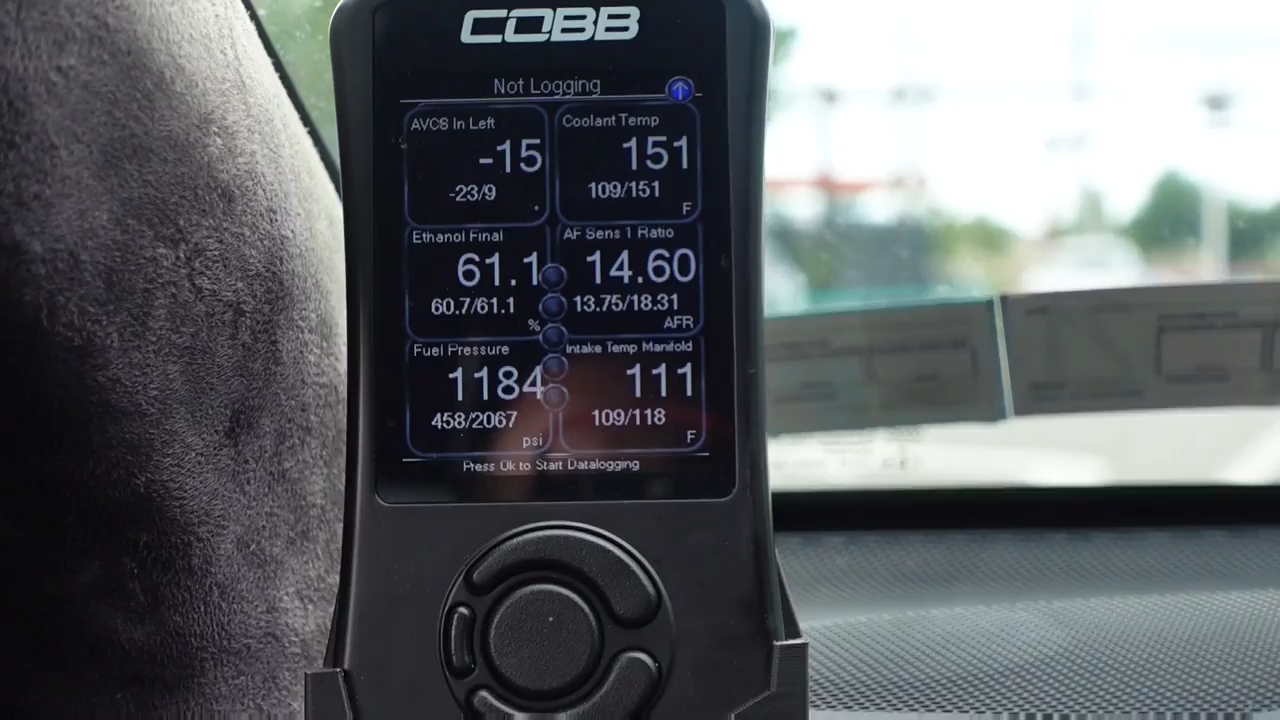 COBB
Not Logging
AVCS In Left
-15
-23/9
°
Coolant Temp
151
109/151
F
Ethanol Final
61.1
60.7/61.1
%
AF Sens 1 Ratio
14.60
13.75/18.31
AFR
Fuel Pressure
1184
458/2067
psi
Intake Temp Manifold
111
109/118
F
Press Ok to Start Datalogging